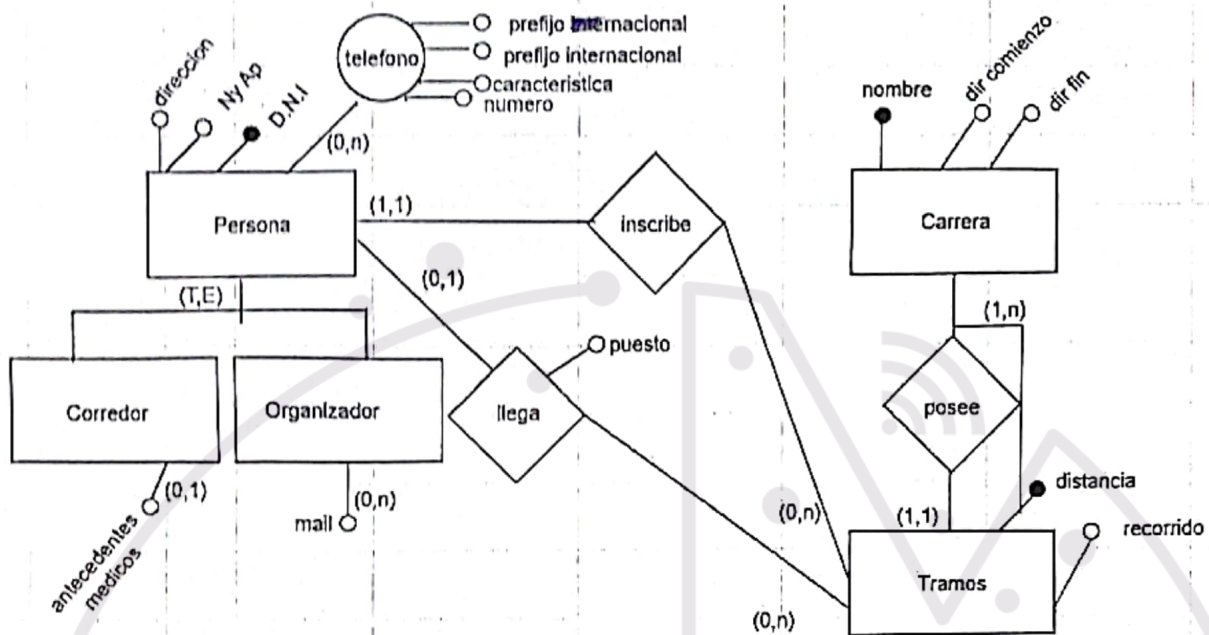 prefijo internacional
prefijo internacional
caracteristica
numero
telefono
direccion
N y Ap
D.N.I
(0,n)
nombre
dir comienzo
dir fin
Persona
(1,1)
inscribe
Carrera
(0,1)
(T,E)
(1,n)
puesto
Corredor
Organizador
llega
posee
(0,1)
antecedentes
medicos
(0,n)
mail
(0,n)
(1,1)
distancia
recorrido
Tramos
(0,n)